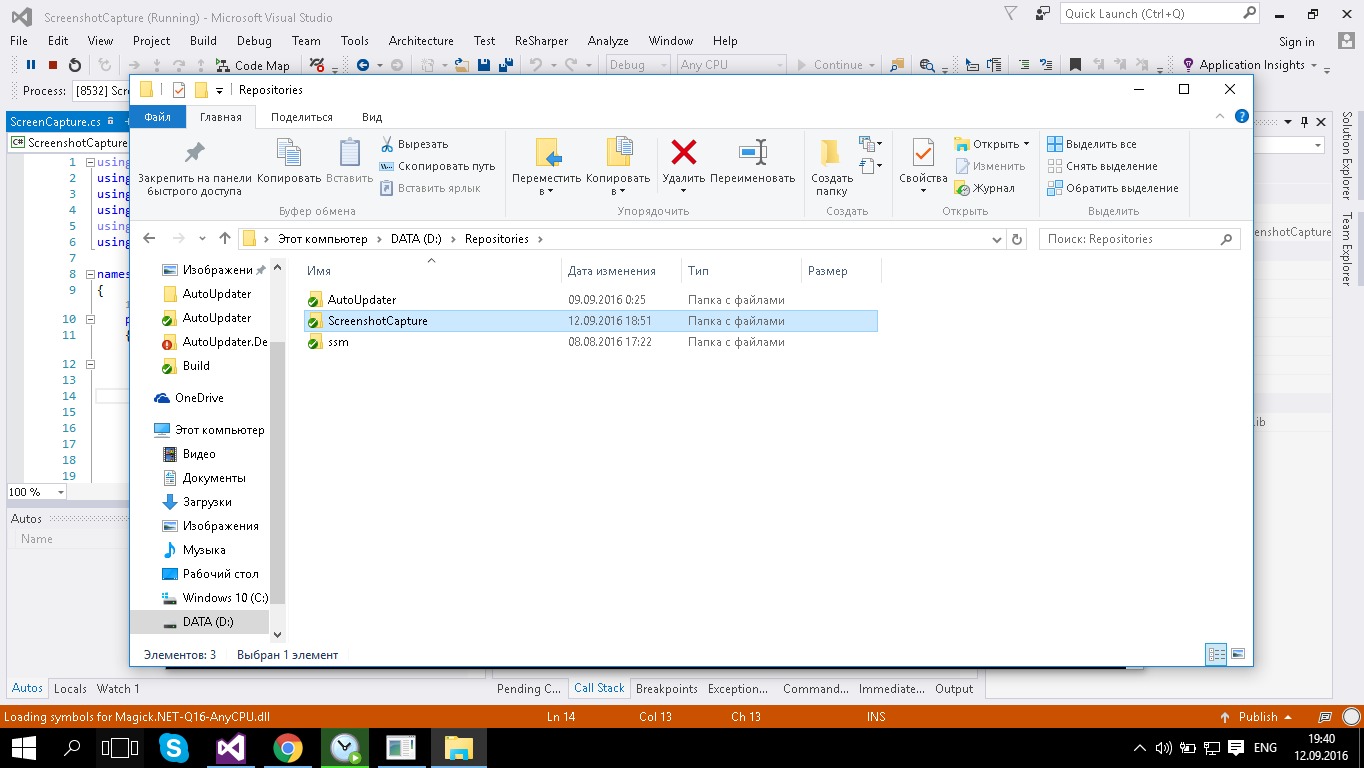 ScreenshotCapture (Running) - Microsoft Visual Studio
Quick Launch (Ctrl+Q)
File Edit View Project Build Debug Team Tools Architecture Test ReSharper Analyze Window Help
Sign in
Code Map
Debug
Any CPU
Continue
Application Insights
Process: [8532] Scre
Repositories
ScreenCapture.cs
Файл Главная Поделиться Вид
ScreenshotCapture
Закрепить на панели быстрого доступа
Копировать
Вставить
Вырезать
Скопировать путь
Вставить ярлык
Буфер обмена
Переместить в
Копировать в
Удалить
Переименовать
Упорядочить
Создать папку
Создать
Свойства
Открыть
Изменить
Журнал
Открыть
Выделить все
Снять выделение
Обратить выделение
Выделить
Solution Explorer
Team Explorer
Этот компьютер
DATA (D:)
Repositories
Поиск: Repositories
Имя Дата изменения Тип Размер
AutoUpdater 09.09.2016 0:25 Папка с файлами
ScreenshotCapture 12.09.2016 18:51 Папка с файлами
ssm 08.08.2016 17:22 Папка с файлами
Изображени
AutoUpdater
AutoUpdater
AutoUpdater.De
Build
OneDrive
Этот компьютер
Видео
Документы
Загрузки
Изображения
Музыка
Рабочий стол
Windows 10 (C:)
DATA (D:)
Элементов: 3 Выбран 1 элемент
1 using
2 using
3 using
4 using
5 using
6 using
7
8 names
9 {
10 p
11 {
12
13
14
15
16
17
18
19
enshotCapture
ib
100 %
Autos
Name
Autos Locals Watch 1
Pending C... Call Stack Breakpoints Exception... Command... Immediate... Output
Loading symbols for Magick.NET-Q16-AnyCPU.dll
Ln 14 Col 13 Ch 13 INS
Publish
ENG
19:40
12.09.2016